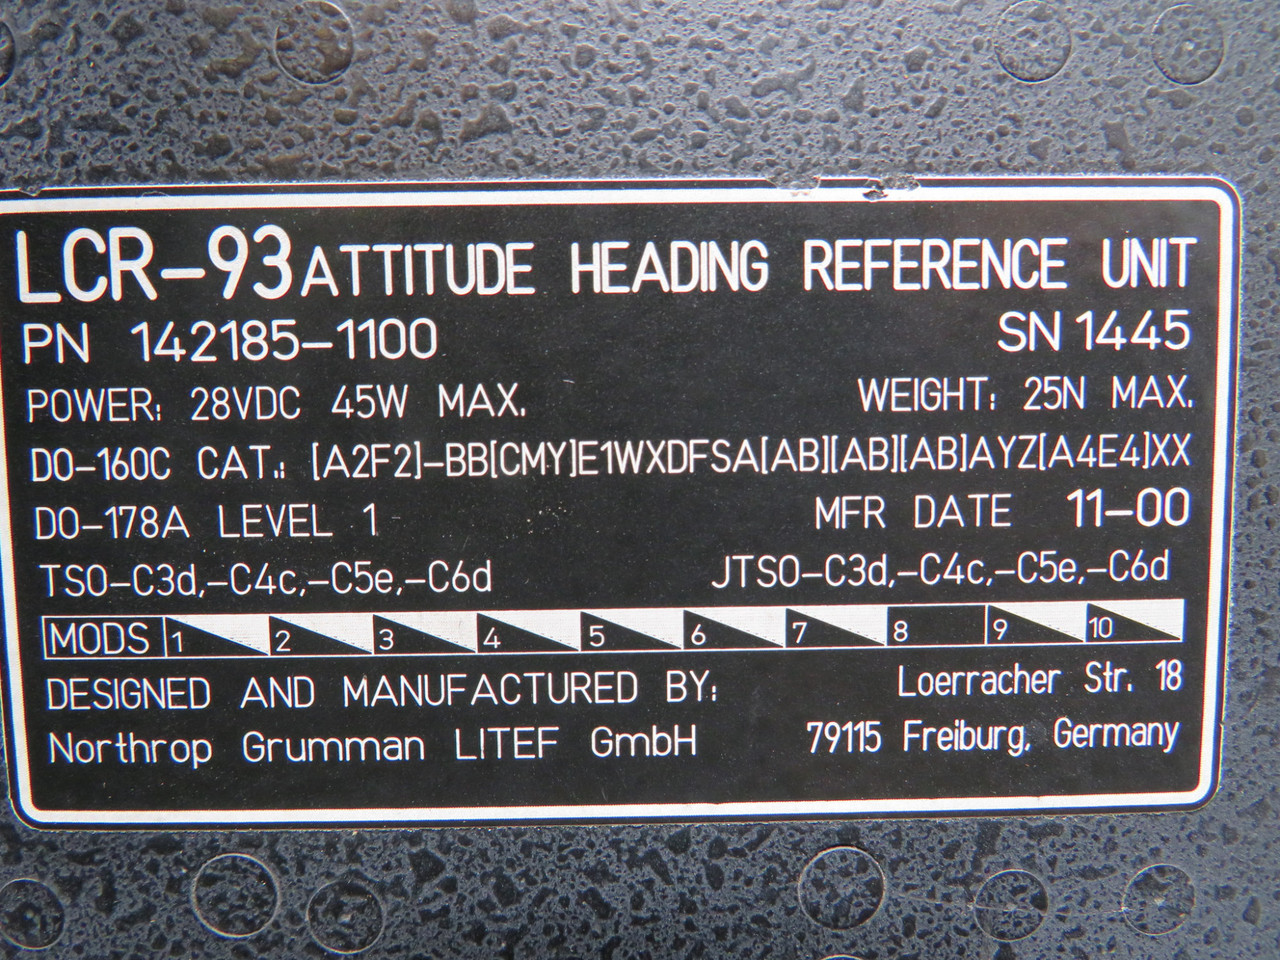 LCR-93 ATTITUDE HEADING REFERENCE UNIT
PN 142185-1100 SN 1445
POWER: 28VDC 45W MAX. WEIGHT: 25N MAX.
DO-160C CAT.: [A2F2]-BB[CMY]E1WXDFSA[AB][AB][AB]AYZ[A4E4]XX
DO-178A LEVEL 1 MFR DATE 11-00
TSO-C3d,-C4c,-C5e,-C6d JTSO-C3d,-C4c,-C5e,-C6d
MODS 1 2 3 4 5 6 7 8 9 10
DESIGNED AND MANUFACTURED BY: Loerracher Str. 18
Northrop Grumman LITEF GmbH 79115 Freiburg, Germany